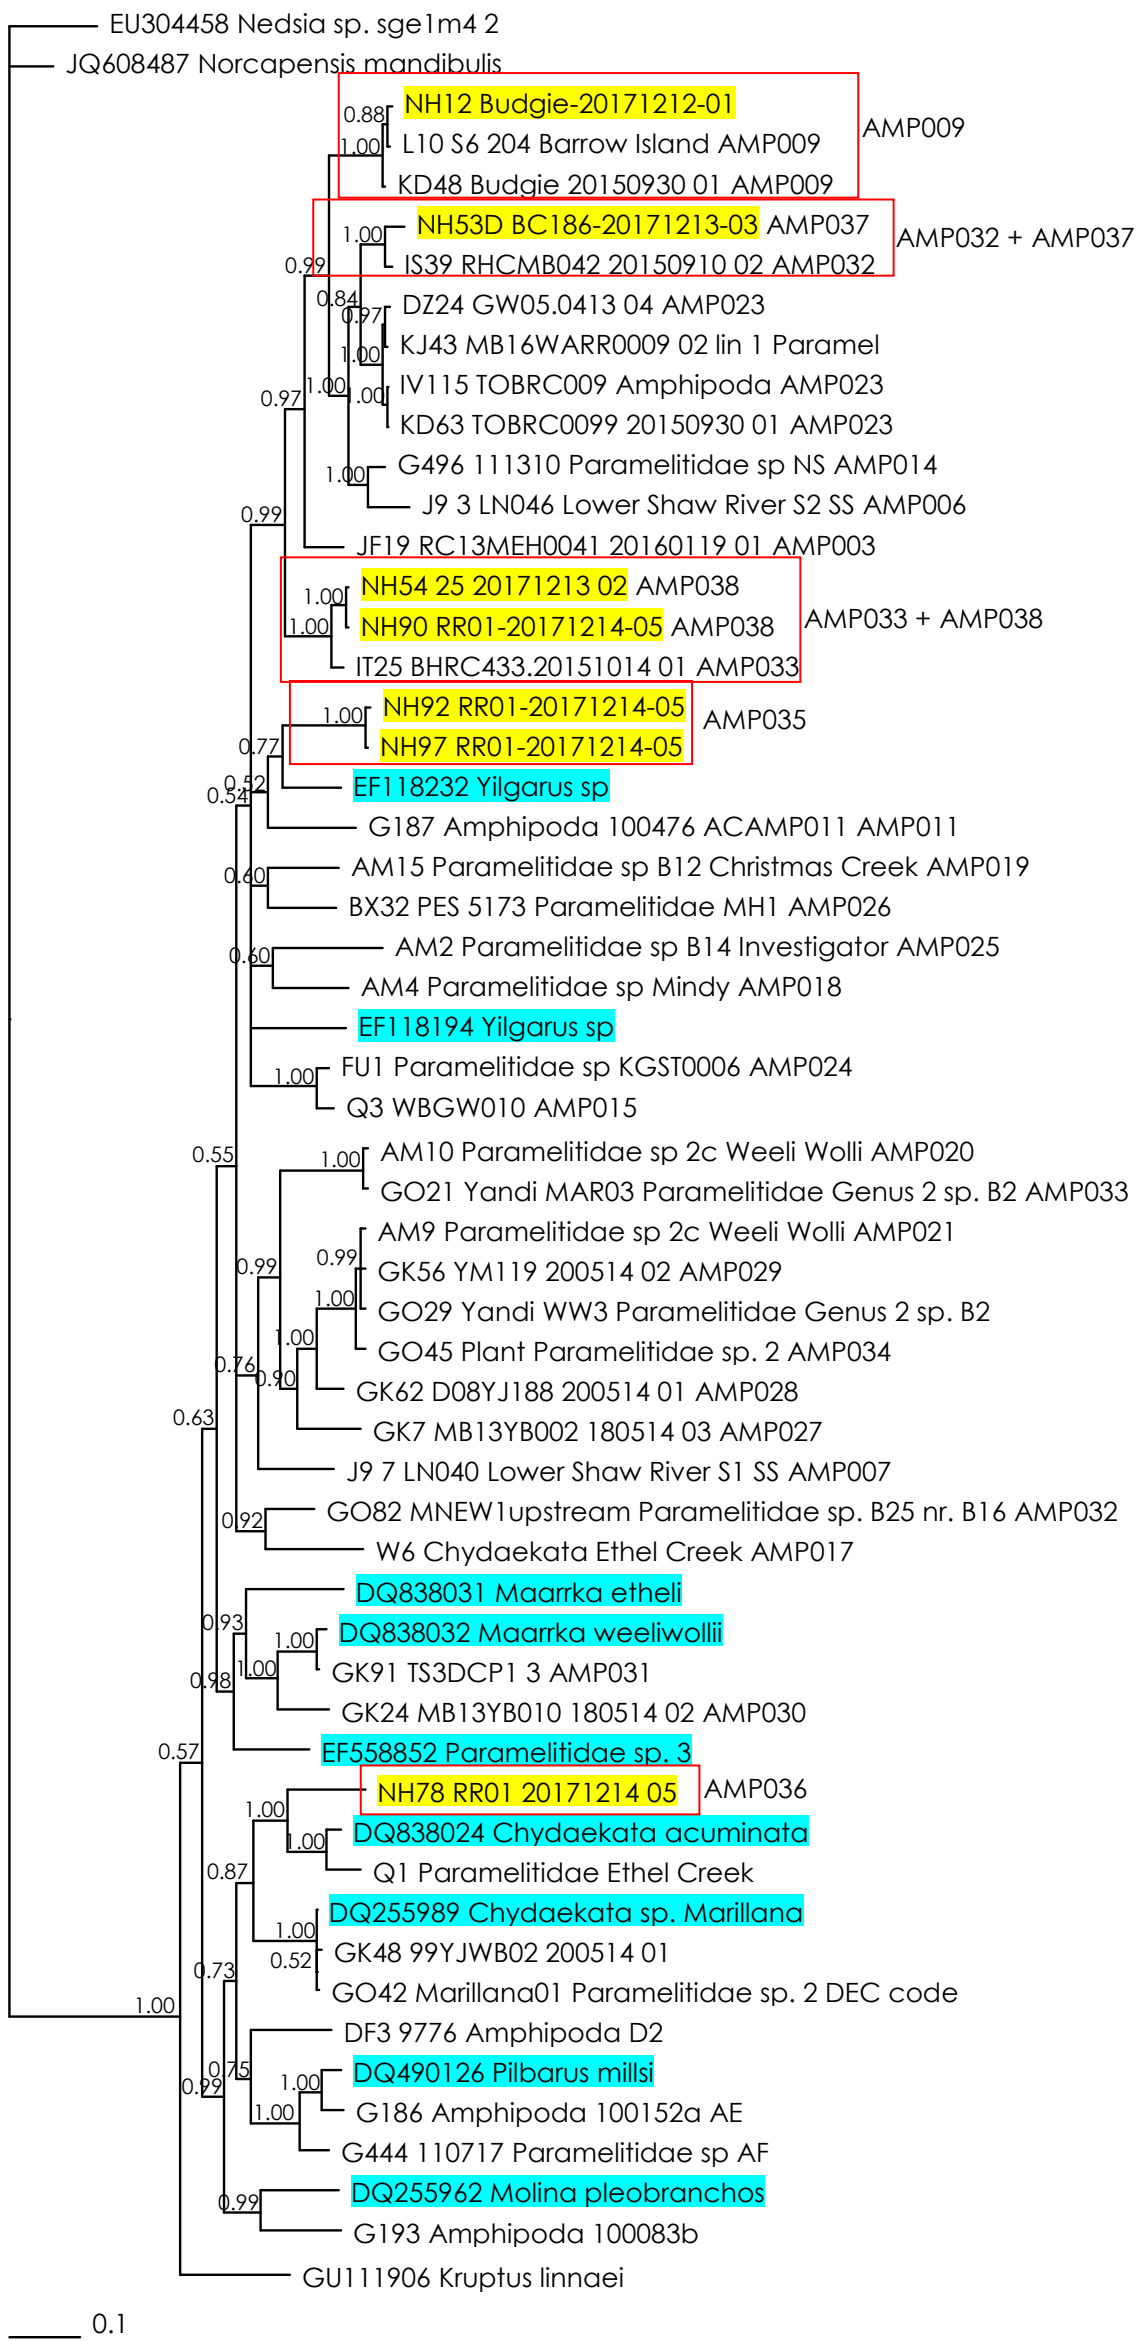 EU304458 Nedsia sp. sge1m4 2
JQ608487 Norcapensis mandibulis
NH12 Budgie-20171212-01
0.88
AMP009
L10 S6 204 Barrow Island AMP009
1.00
KD48 Budgie 20150930 01 AMP009
NH53D BC186-20171213-03 AMP037
1.00
AMP032 + AMP037
0.99
IS39 RHCMB042 20150910 02 AMP032
0.84
DZ24 GW05.0413 04 AMP023
0.97
KJ43 MB16WARR0009 02 lin 1 Paramel
1.00
1.00
IV115 TOBRC009 Amphipoda AMP023
1.00
0.97
KD63 TOBRC0099 20150930 01 AMP023
G496 111310 Paramelitidae sp NS AMP014
1.00
J9 3 LN046 Lower Shaw River S2 SS AMP006
0.99
JF19 RC13MEH0041 20160119 01 AMP003
NH54 25 20171213 02 AMP038
1.00
AMP033 + AMP038
1.00
NH90 RR01-20171214-05 AMP038
IT25 BHRC433.20151014 01 AMP033
NH92 RR01-20171214-05
1.00
AMP035
NH97 RR01-20171214-05
0.77
0.52
EF118232 Yilgarus sp
0.54
G187 Amphipoda 100476 ACAMP011 AMP011
AM15 Paramelitidae sp B12 Christmas Creek AMP019
0.60
BX32 PES 5173 Paramelitidae MH1 AMP026
AM2 Paramelitidae sp B14 Investigator AMP025
0.60
AM4 Paramelitidae sp Mindy AMP018
EF118194 Yilgarus sp
FU1 Paramelitidae sp KGST0006 AMP024
1.00
Q3 WBGW010 AMP015
0.55
AM10 Paramelitidae sp 2c Weeli Wolli AMP020
1.00
GO21 Yandi MAR03 Paramelitidae Genus 2 sp. B2 AMP033
AM9 Paramelitidae sp 2c Weeli Wolli AMP021
0.99
0.99
GK56 YM119 200514 02 AMP029
1.00
GO29 Yandi WW3 Paramelitidae Genus 2 sp. B2
1.00
GO45 Plant Paramelitidae sp. 2 AMP034
0.76
0.90
GK62 D08YJ188 200514 01 AMP028
0.63
GK7 MB13YB002 180514 03 AMP027
J9 7 LN040 Lower Shaw River S1 SS AMP007
GO82 MNEW1upstream Paramelitidae sp. B25 nr. B16 AMP032
0.92
W6 Chydaekata Ethel Creek AMP017
DQ838031 Maarrka etheli
0.93
DQ838032 Maarrka weeliwollii
1.00
1.00
GK91 TS3DCP1 3 AMP031
0.98
GK24 MB13YB010 180514 02 AMP030
0.57
EF558852 Paramelitidae sp. 3
NH78 RR01 20171214 05
AMP036
1.00
DQ838024 Chydaekata acuminata
1.00
0.87
Q1 Paramelitidae Ethel Creek
DQ255989 Chydaekata sp. Marillana
1.00
GK48 99YJWB02 200514 01
0.52
0.73
GO42 Marillana01 Paramelitidae sp. 2 DEC code
1.00
DF3 9776 Amphipoda D2
0.75
DQ490126 Pilbarus millsi
1.00
0.99
G186 Amphipoda 100152a AE
1.00
G444 110717 Paramelitidae sp AF
DQ255962 Molina pleobranchos
0.99
G193 Amphipoda 100083b
GU111906 Kruptus linnaei
0.1